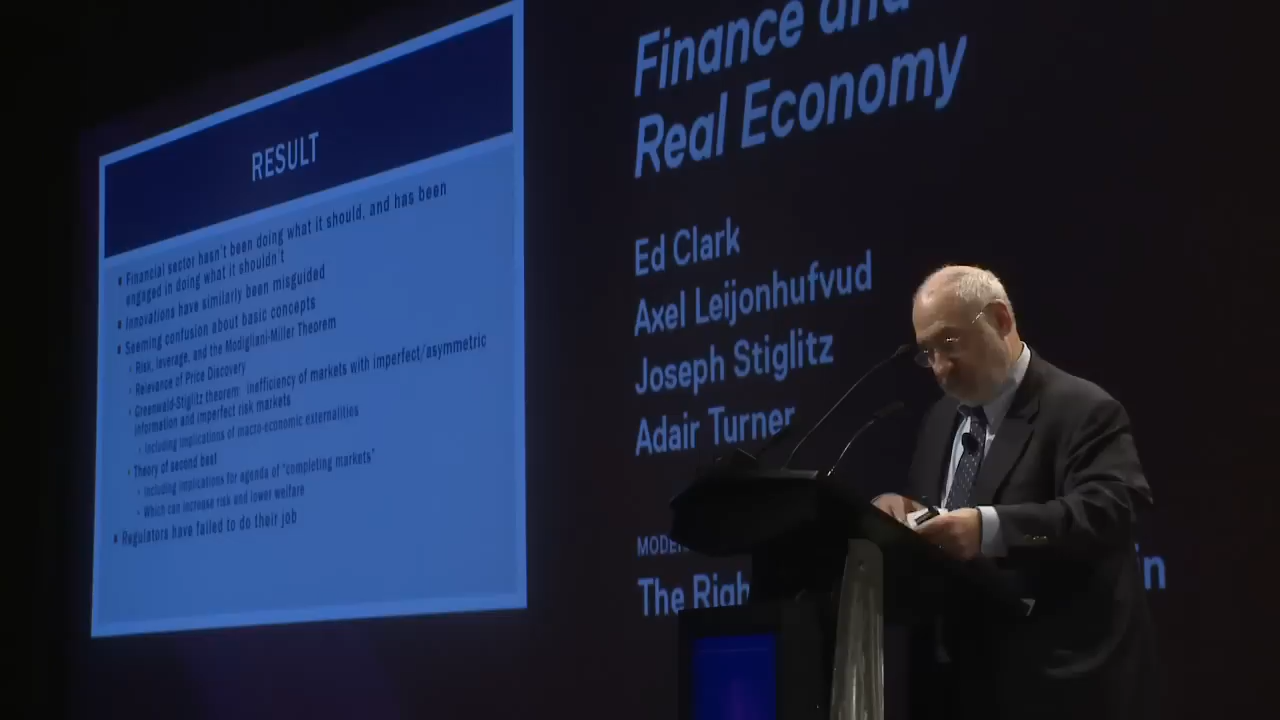 RESULT
Financial sector hasn't been doing what it should, and has been
engaged in doing what it shouldn't
Innovations have similarly been misguided
Seeming confusion about basic concepts
Risk, leverage, and the Modigliani-Miller Theorem
Relevance of Price Discovery
Greenwald-Stiglitz theorem: inefficiency of markets with imperfect/asymmetric
information and imperfect risk markets
Including implications of macro-economic externalities
Theory of second best
Including implications for agenda of "completing markets"
Which can increase risk and lower welfare
Regulators have failed to do their job
Finance and
Real Economy
Ed Clark
Axel Leijonhufvud
Joseph Stiglitz
Adair Turner
The